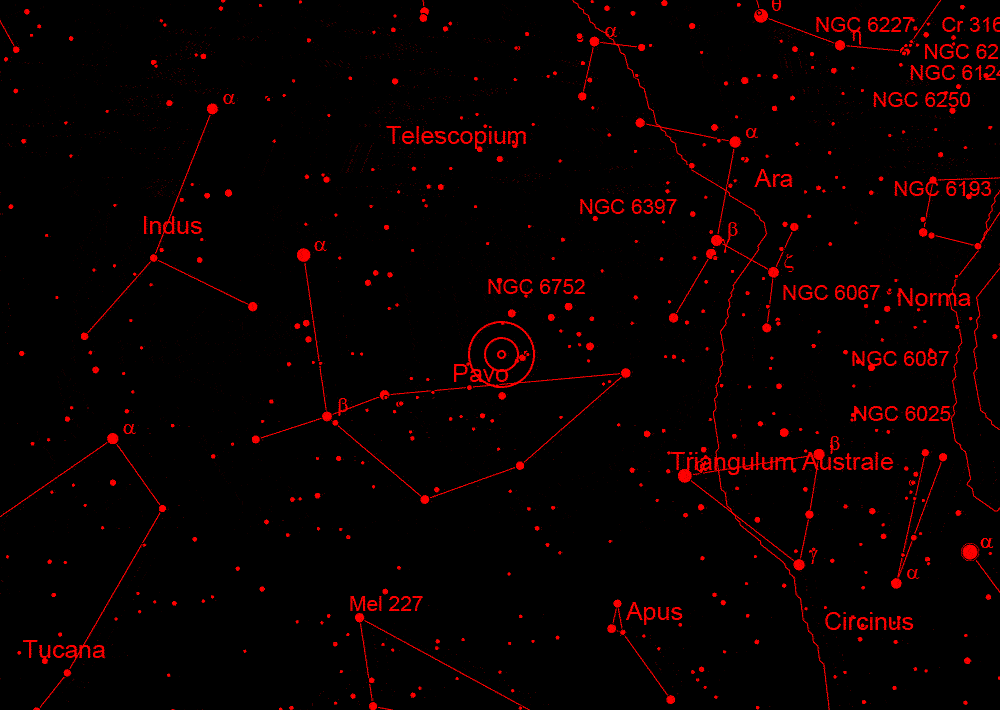 θ
NGC 6227
Cr 316
α
η
NGC 62
NGC 6124
α
NGC 6250
Telescopium
α
Ara
NGC 6193
NGC 6397
Indus
β
α
ζ
NGC 6752
NGC 6067
Norma
NGC 6087
Pavo
β
NGC 6025
α
β
Triangulum Australe
α
γ
α
α
Mel 227
Apus
Circinus
Tucana